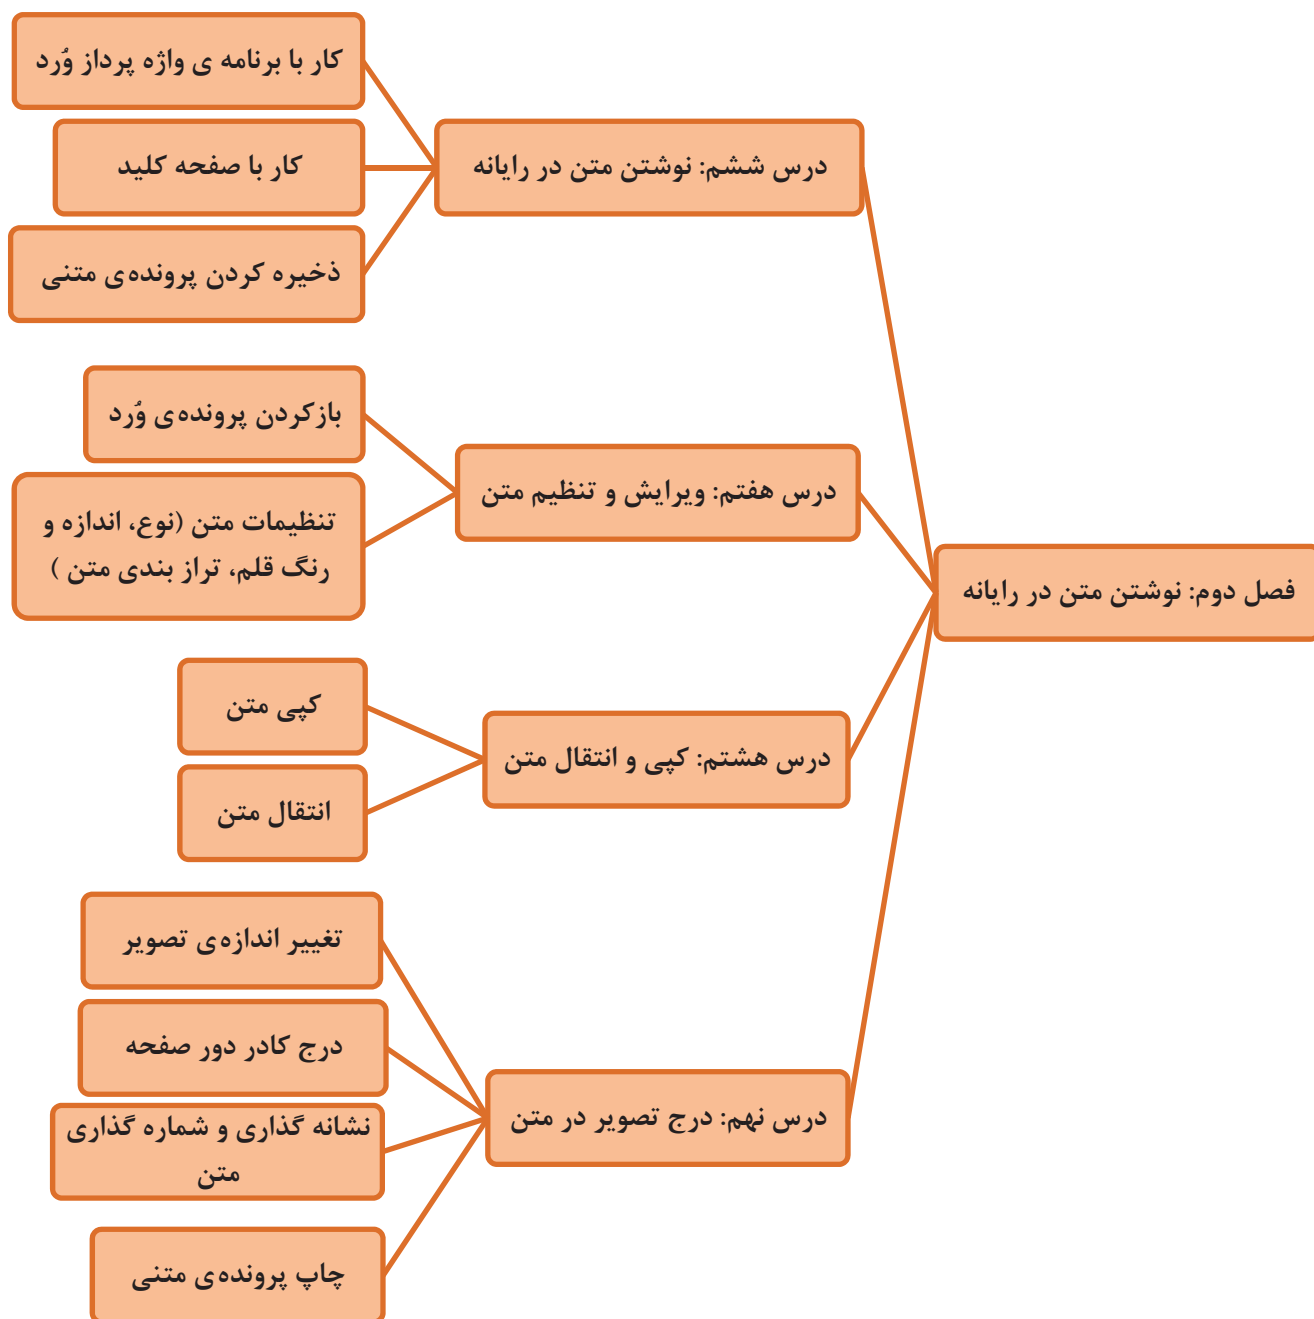 فصل دوم: نوشتن متن در رایانه
درس ششم: نوشتن متن در رایانه
کار با برنامه ی واژه پرداز وُرد
کار با صفحه کلید
ذخیره کردن پرونده‌ی متنی
درس هفتم: ویرایش و تنظیم متن
بازکردن پرونده‌ی وُرد
تنظیمات متن (نوع، اندازه و
رنگ قلم، تراز بندی متن )
درس هشتم: کپی و انتقال متن
کپی متن
انتقال متن
درس نهم: درج تصویر در متن
تغییر اندازه‌ی تصویر
درج کادر دور صفحه
نشانه گذاری و شماره گذاری
متن
چاپ پرونده‌ی متنی